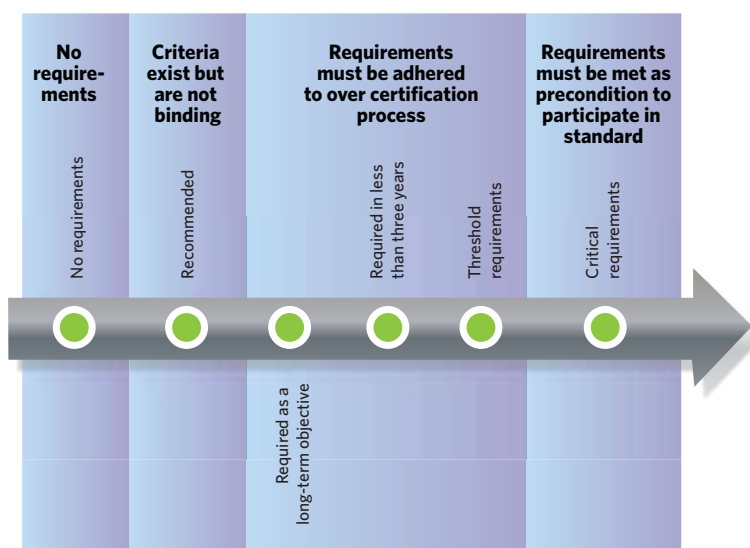 No
require-
ments
Criteria
exist but
are not
binding
Requirements
must be adhered
to over certification
process
Requirements
must be met as
precondition to
participate in
standard
No requirements
Recommended
Required as a
long-term objective
Required in less
than three years
Threshold
requirements
Critical
requirements